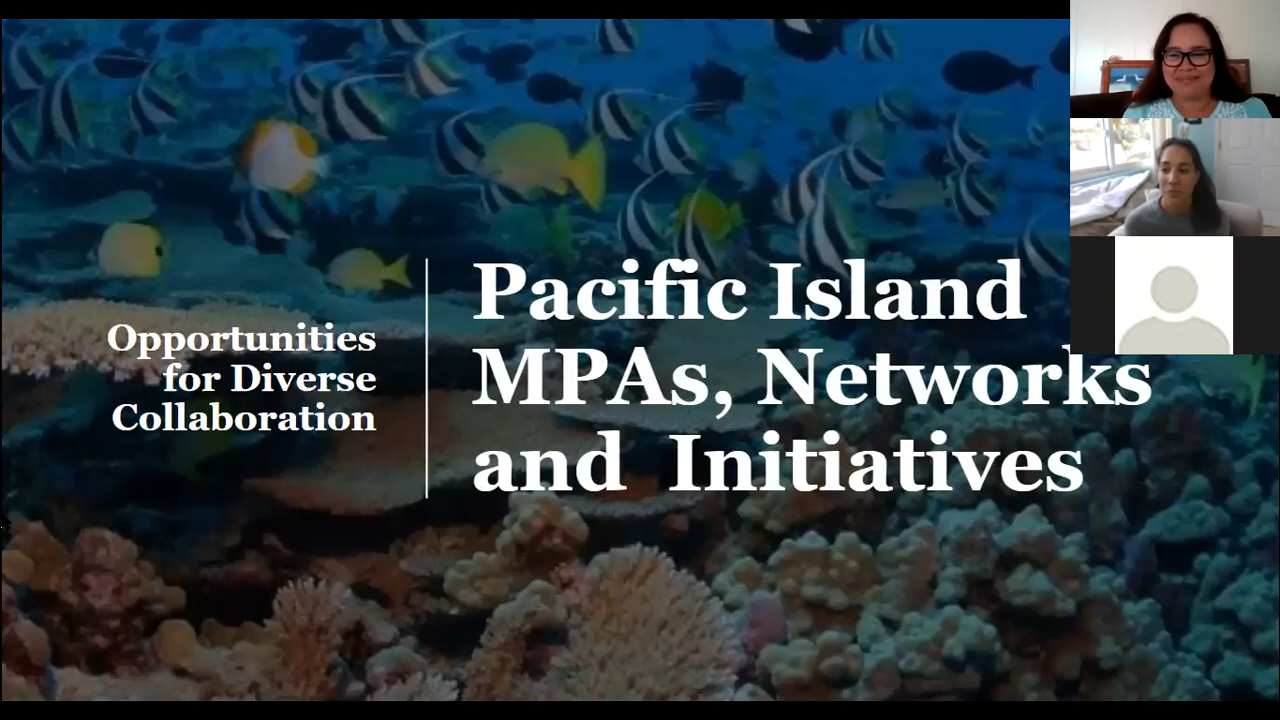 Opportunities
for Diverse
Collaboration
Pacific Island
MPAs, Networks
and Initiatives